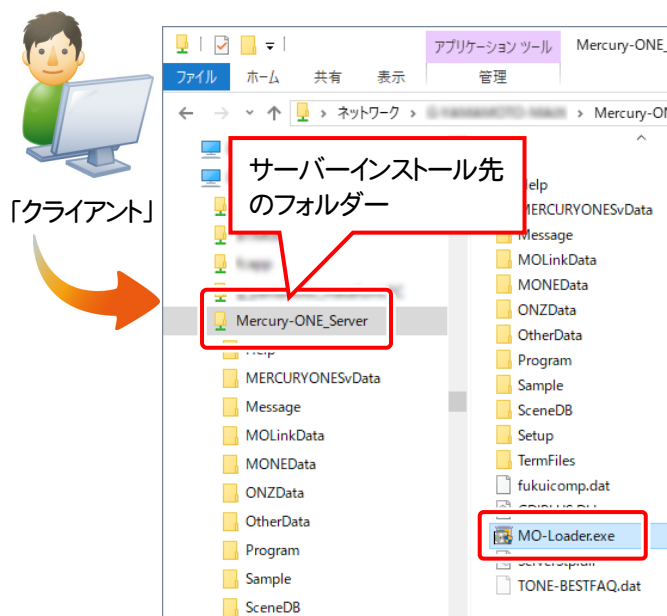 アプリケーション ツール
Mercury-ONE_
ファイル
ホーム
共有
表示
管理
ネットワーク
Mercury-ON
サーバーインストール先
のフォルダー
「クライアント」
Mercury-ONE_Server
Help
MERCURYONESvData
Message
MOLinkData
MONEData
ONZData
OtherData
Program
Sample
SceneDB
elp
MERCURYONESvData
Message
MOLinkData
MONEData
ONZData
OtherData
Program
Sample
SceneDB
Setup
TermFiles
fukuicomp.dat
MO-Loader.exe
TONE-BESTFAQ.dat